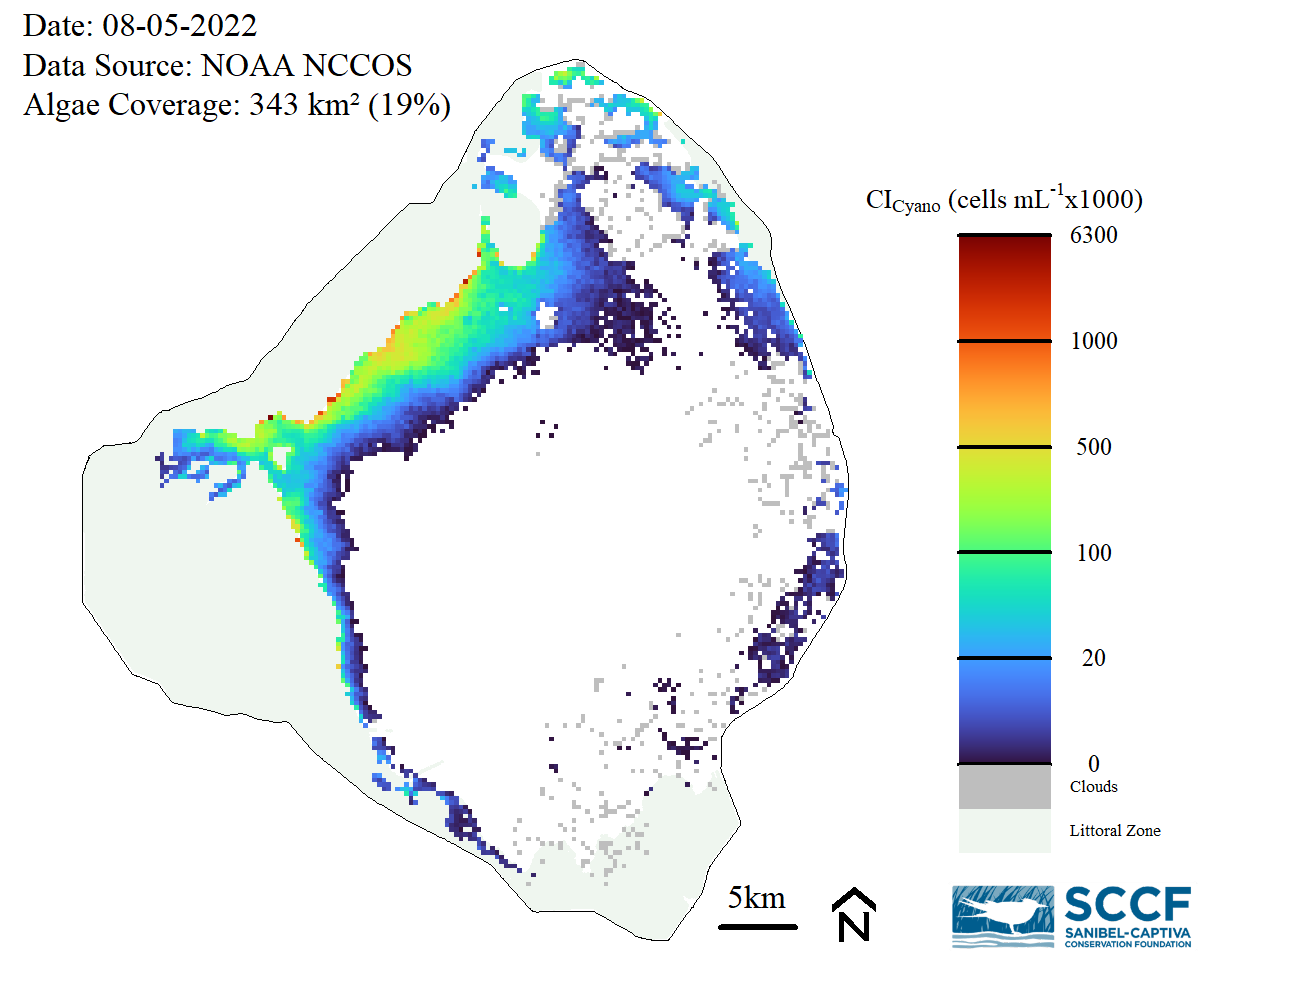 Date: 08-05-2022
Data Source: NOAA NCCOS
Algae Coverage: 343 km² (19%)
CI_Cyano (cells mL⁻¹x1000)
6300
1000
500
100
20
0
Clouds
Littoral Zone
5km
N
SCCF
SANIBEL-CAPTIVA
CONSERVATION FOUNDATION